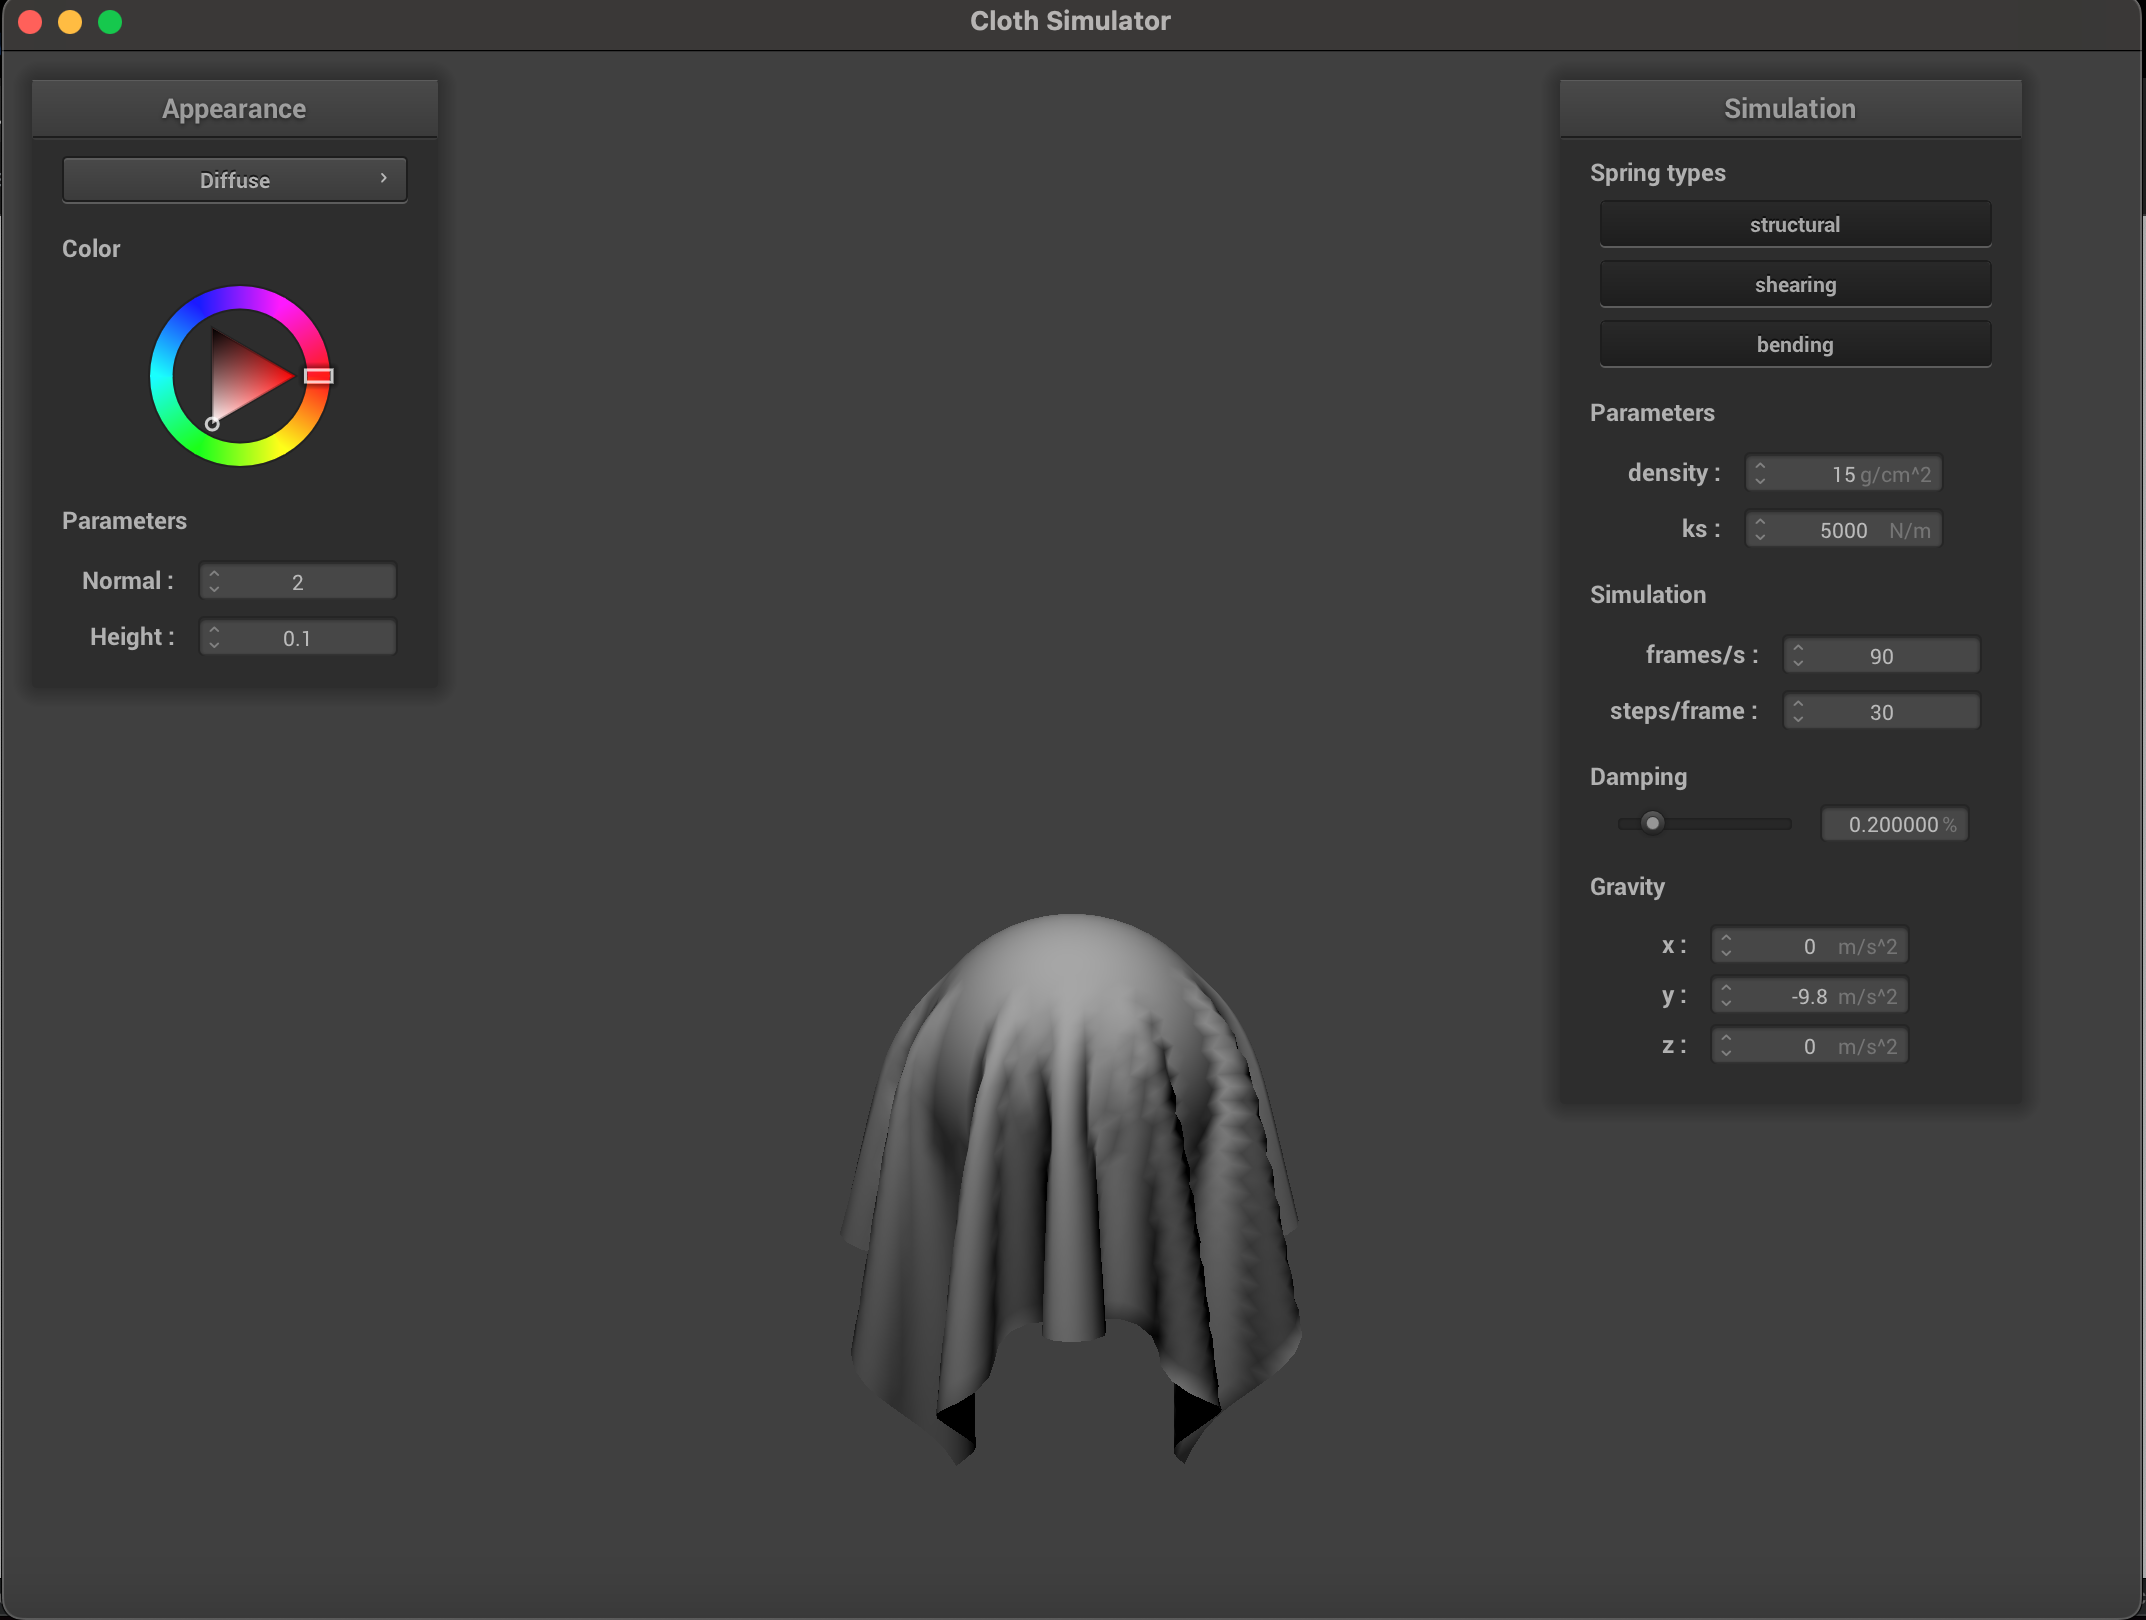 Cloth Simulator
Appearance
Diffuse
Color
Parameters
Normal : 2
Height : 0.1
Simulation
Spring types
structural
shearing
bending
Parameters
density : 15 g/cm^2
ks : 5000 N/m
Simulation
frames/s : 90
steps/frame : 30
Damping
0.200000 %
Gravity
x : 0 m/s^2
y : -9.8 m/s^2
z : 0 m/s^2